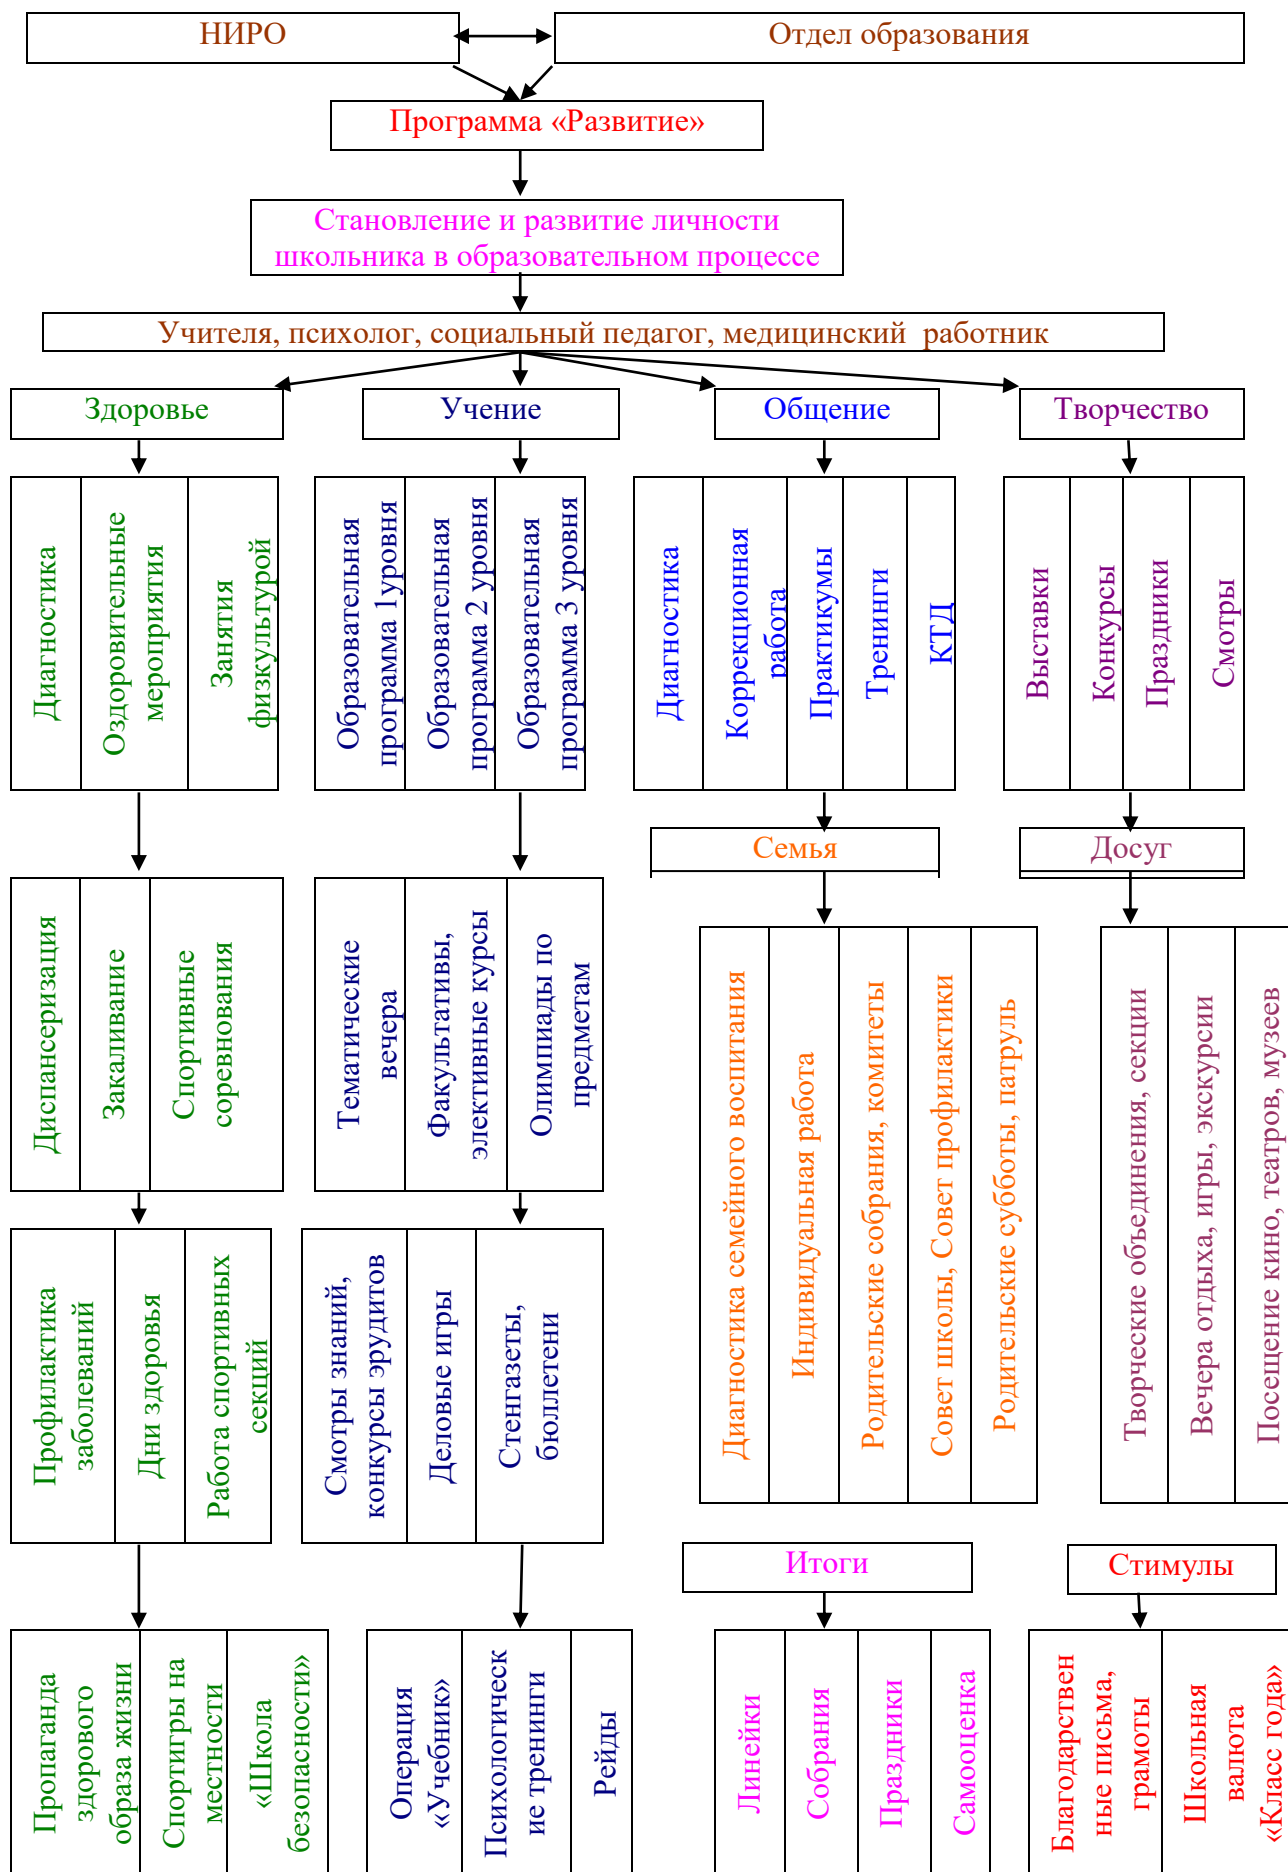 НИРО
Отдел образования
Программа «Развитие»
Становление и развитие личности
школьника в образовательном процессе
Учителя, психолог, социальный педагог, медицинский работник
Здоровье
Учение
Общение
Творчество
Диагностика
Оздоровительные
мероприятия
Занятия
физкультурой
Образовательная
программа 1уровня
Образовательная
программа 2 уровня
Образовательная
программа 3 уровня
Диагностика
Коррекционная
работа
Практикумы
Тренинги
КТД
Выставки
Конкурсы
Праздники
Смотры
Семья
Досуг
Диспансеризация
Закаливание
Спортивные
соревнования
Тематические
вечера
Факультативы,
элективные курсы
Олимпиады по
предметам
Диагностика семейного воспитания
Индивидуальная работа
Родительские собрания, комитеты
Совет школы, Совет профилактики
Родительские субботы, патруль
Творческие объединения, секции
Вечера отдыха, игры, экскурсии
Посещение кино, театров, музеев
Профилактика
заболеваний
Дни здоровья
Работа спортивных
секций
Смотры знаний,
конкурсы эрудитов
Деловые игры
Стенгазеты,
бюллетени
Итоги
Стимулы
Пропаганда
здорового
образа жизни
Спортигры на
местности
«Школа
безопасности»
Операция
«Учебник»
Психологическ
ие тренинги
Рейды
Линейки
Собрания
Праздники
Самооценка
Благодарствен
ные письма,
грамоты
Школьная
валюта
«Класс года»